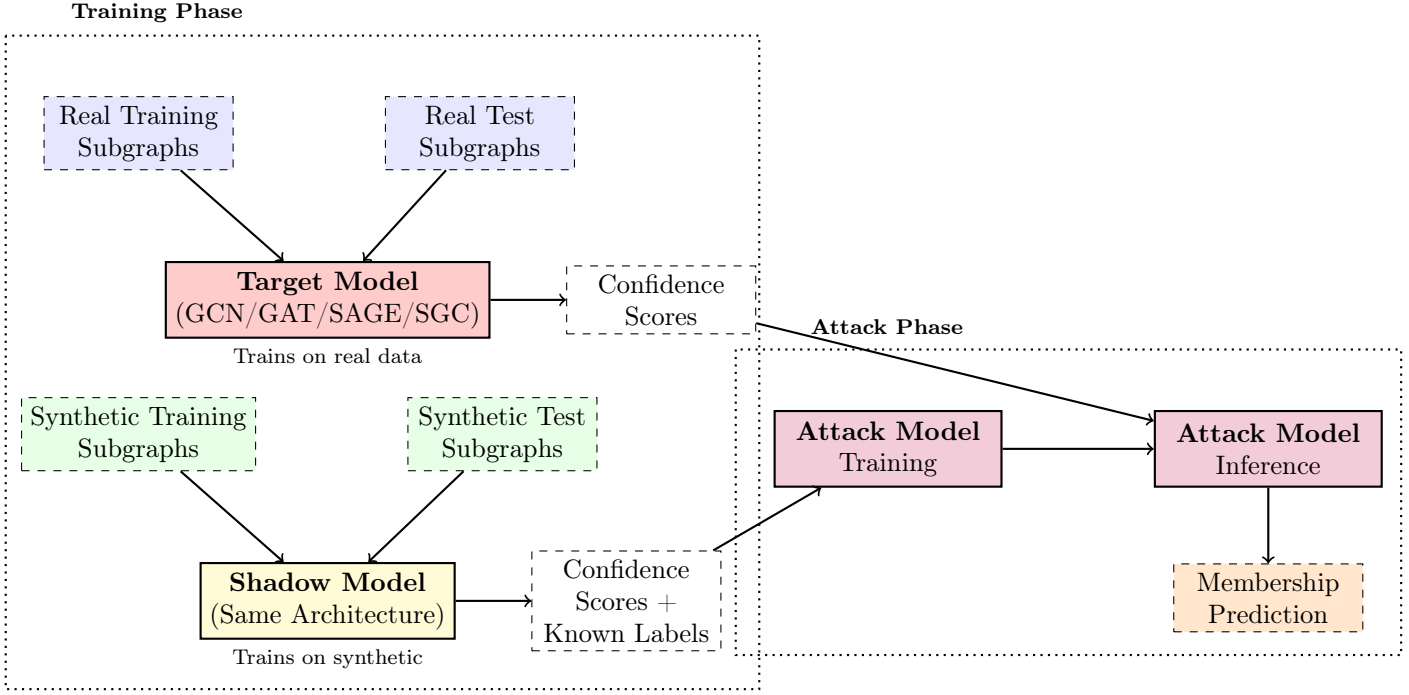 Training Phase
Real Training
Subgraphs
Real Test
Subgraphs
Target Model
(GCN/GAT/SAGE/SGC)
Trains on real data
Confidence
Scores
Synthetic Training
Subgraphs
Synthetic Test
Subgraphs
Shadow Model
(Same Architecture)
Trains on synthetic
Confidence
Scores +
Known Labels
Attack Phase
Attack Model
Training
Attack Model
Inference
Membership
Prediction